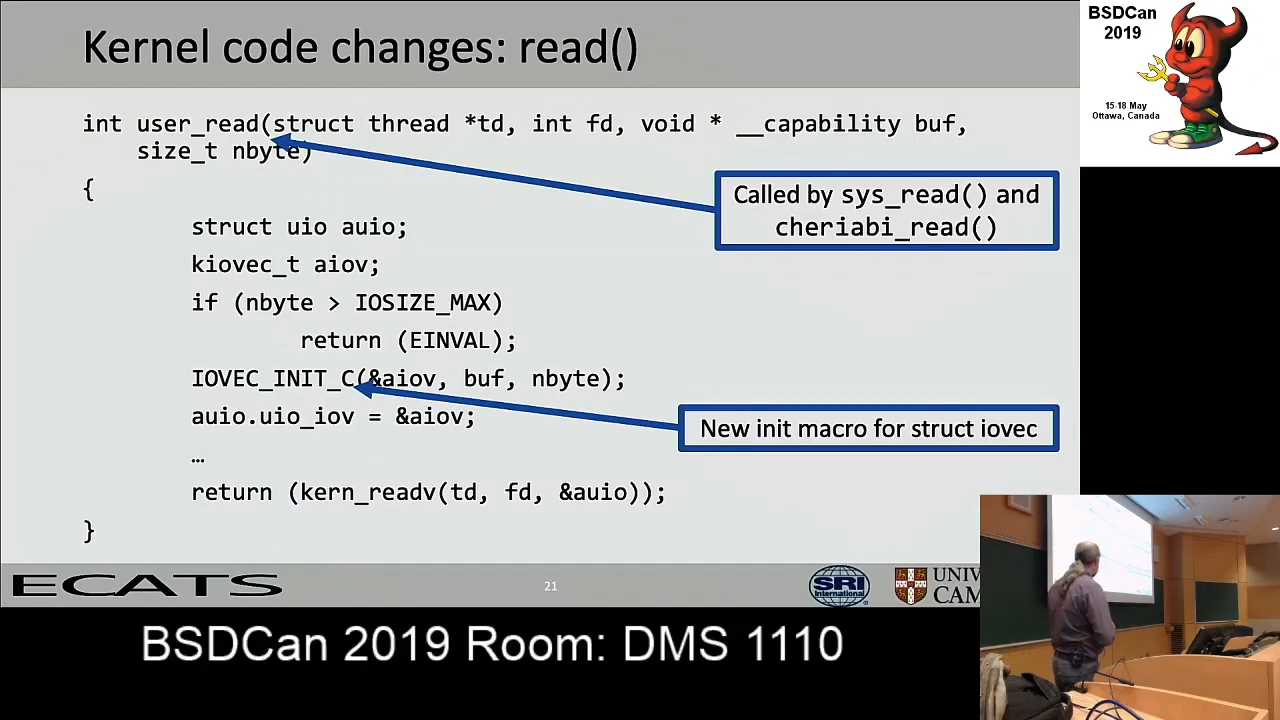 Kernel code changes: read()
int user_read(struct thread *td, int fd, void * __capability buf,
size_t nbyte)
{
struct uio auio;
kiovec_t aiov;
if (nbyte > IOSIZE_MAX)
return (EINVAL);
IOVEC_INIT_C(&aiov, buf, nbyte);
auio.uio_iov = &aiov;
…
return (kern_readv(td, fd, &auio));
}
Called by sys_read() and
cheriabi_read()
New init macro for struct iovec
ECATS
21
SRI
International
UNIV
CAM
BSDCan
2019
15-18 May
Ottawa, Canada
BSDCan 2019 Room: DMS 1110